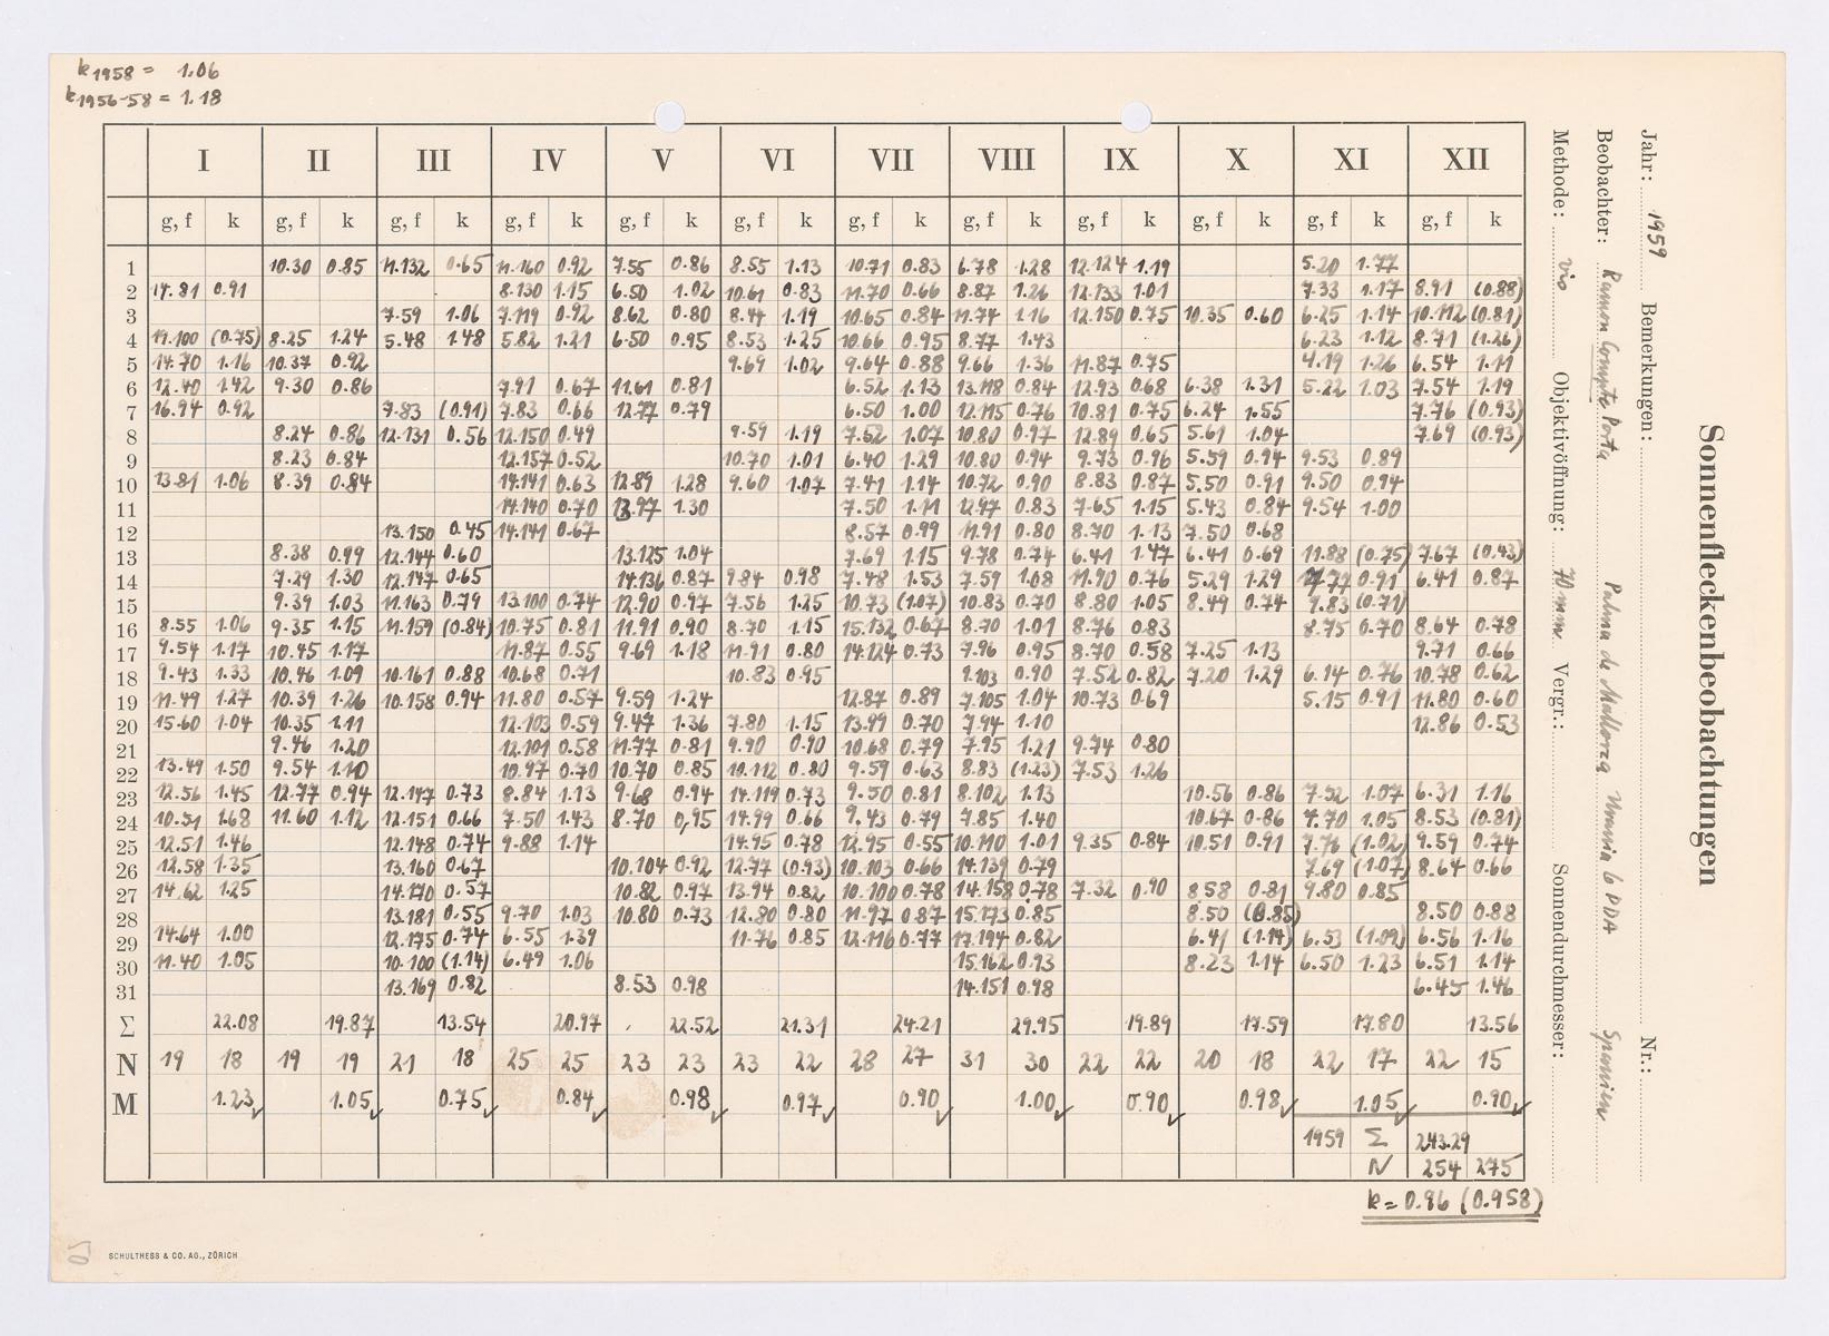 k1958 = 1.06
k1956-58 = 1.18
Sonnenfleckenbeobachtungen
Jahr: 1959 Bemerkungen: Nr.:
Beobachter: Ramon Compte Porta Palma de Mallorca Spanien
Methode: vis Objektivöffnung: 70mm Vergr.: Sonnendurchmesser:
I II III IV V VI VII VIII IX X XI XII
g, f k g, f k g, f k g, f k g, f k g, f k g, f k g, f k g, f k g, f k g, f k g, f k
1 10.30 0.85 11.132 0.65 11.160 0.92 7.55 0.86 8.55 1.13 10.71 0.83 6.78 1.28 12.124 1.19 5.20 1.77
2 14.81 0.91 8.130 1.15 6.50 1.02 10.61 0.83 11.70 0.66 8.87 1.26 12.133 1.01 7.33 1.17 8.91 (0.88)
3 7.59 1.06 7.119 0.92 8.62 0.80 8.44 1.19 10.65 0.84 11.74 1.16 12.150 0.75 10.35 0.60 6.25 1.14 10.112 (0.81)
4 11.100 (0.75) 8.25 1.24 5.48 1.48 5.82 1.21 6.50 0.95 8.53 1.25 10.66 0.95 8.77 1.43 6.23 1.12 8.71 (1.26)
5 14.70 1.16 10.37 0.92 9.69 1.02 9.64 0.88 9.66 1.36 11.87 0.75 4.19 1.26 6.54 1.11
6 12.40 1.42 9.30 0.86 7.91 0.67 11.61 0.81 6.52 1.13 13.118 0.84 12.93 0.68 6.38 1.31 5.22 1.03 7.54 1.19
7 16.94 0.92 7.83 (0.91) 7.83 0.66 12.77 0.79 6.50 1.00 12.115 0.76 10.81 0.75 6.24 1.55 7.76 (0.93)
8 8.24 0.86 12.131 0.56 12.150 0.49 9.59 1.19 7.52 1.07 10.80 0.97 12.89 0.65 5.61 1.04 7.69 (0.93)
9 8.23 0.84 12.157 0.52 10.70 1.01 6.40 1.29 10.80 0.94 9.73 0.96 5.59 0.94 9.53 0.89
10 13.81 1.06 8.39 0.84 14.141 0.63 12.89 1.28 9.60 1.07 7.41 1.14 10.72 0.90 8.83 0.87 5.50 0.91 9.50 0.94
11 14.140 0.70 13.97 1.30 7.50 1.11 12.97 0.83 7.65 1.15 5.43 0.84 9.54 1.00
12 13.150 0.45 14.141 0.67 8.57 0.99 11.91 0.80 8.70 1.13 7.50 0.68
13 8.38 0.99 12.144 0.60 13.125 1.04 7.69 1.15 9.78 0.74 6.41 1.47 6.41 0.69 11.88 (0.75) 7.67 (0.43)
14 7.29 1.30 12.147 0.65 14.136 0.87 9.84 0.98 7.48 1.53 7.59 1.08 11.90 0.76 5.29 1.29 7.77 0.91 6.41 0.87
15 9.39 1.03 11.163 0.79 13.100 0.74 12.90 0.97 7.56 1.25 10.73 (1.07) 10.83 0.70 8.80 1.05 8.49 0.74 9.83 (0.71)
16 8.55 1.06 9.35 1.15 11.159 (0.84) 10.75 0.81 11.91 0.90 8.70 1.15 15.132 0.67 8.70 1.01 8.76 0.83 8.75 0.70 8.64 0.78
17 9.54 1.17 10.45 1.17 11.87 0.55 9.69 1.18 11.91 0.80 14.124 0.73 7.96 0.95 8.70 0.58 7.25 1.13 9.71 0.66
18 9.43 1.33 10.46 1.09 10.161 0.88 10.68 0.71 10.83 0.95 9.103 0.90 7.52 0.82 7.20 1.29 6.14 0.76 10.78 0.62
19 11.49 1.27 10.39 1.26 10.158 0.94 11.80 0.57 9.59 1.24 12.87 0.89 7.105 1.04 10.73 0.69 5.15 0.91 11.80 0.60
20 15.60 1.04 10.35 1.11 12.103 0.59 9.47 1.36 7.80 1.15 13.99 0.70 7.94 1.10 12.86 0.53
21 9.46 1.20 12.101 0.58 11.77 0.81 9.90 0.90 10.68 0.79 7.95 1.21 9.74 0.80
22 13.49 1.50 9.54 1.10 10.97 0.70 10.70 0.85 10.112 0.80 9.59 0.63 8.83 (1.23) 7.53 1.26
23 12.56 1.45 12.77 0.94 12.147 0.73 8.84 1.13 9.68 0.94 14.119 0.73 9.50 0.81 8.102 1.13 10.56 0.86 7.52 1.07 6.31 1.16
24 10.51 1.68 11.60 1.12 12.151 0.66 7.50 1.43 8.70 0,95 14.99 0.66 9.43 0.79 7.85 1.40 10.67 0.86 7.70 1.05 8.53 (0.81)
25 12.51 1.46 12.148 0.74 9.88 1.14 14.95 0.78 12.95 0.55 10.110 1.01 9.35 0.84 10.51 0.91 7.76 (1.02) 9.59 0.74
26 12.58 1.35 13.160 0.67 10.104 0.92 12.77 (0.93) 10.103 0.66 14.139 0.79 7.69 (1.07) 8.64 0.66
27 14.62 1.25 14.170 0.57 10.82 0.97 13.94 0.82 10.100 0.78 14.158 0.78 7.32 0.90 8.58 0.81 9.80 0.85
28 13.181 0.55 9.70 1.03 10.80 0.73 12.80 0.80 11.97 0.87 15.173 0.85 8.50 (0.85) 8.50 0.88
29 14.64 1.00 12.175 0.74 6.55 1.39 11.76 0.85 12.116 0.77 17.194 0.82 6.41 (1.14) 6.53 (1.09) 6.56 1.16
30 11.40 1.05 10.100 (1.14) 6.49 1.06 15.162 0.93 8.23 1.14 6.50 1.23 6.51 1.14
31 13.169 0.82 8.53 0.98 14.151 0.98 6.45 1.46
Σ 22.08 19.87 13.54 20.97 22.52 21.31 24.21 29.95 19.89 17.59 17.80 13.56
N 19 18 19 19 21 18 25 25 23 23 23 22 28 27 31 30 22 22 20 18 22 17 22 15
M 1.23✓ 1.05✓ 0.75✓ 0.84✓ 0.98✓ 0.97✓ 0.90✓ 1.00✓ 0.90✓ 0.98✓ 1.05✓ 0.90✓
1959 Σ 243.29
N 254 275
k = 0.96 (0.958)
SCHULTHESS & CO. AG., ZÜRICH